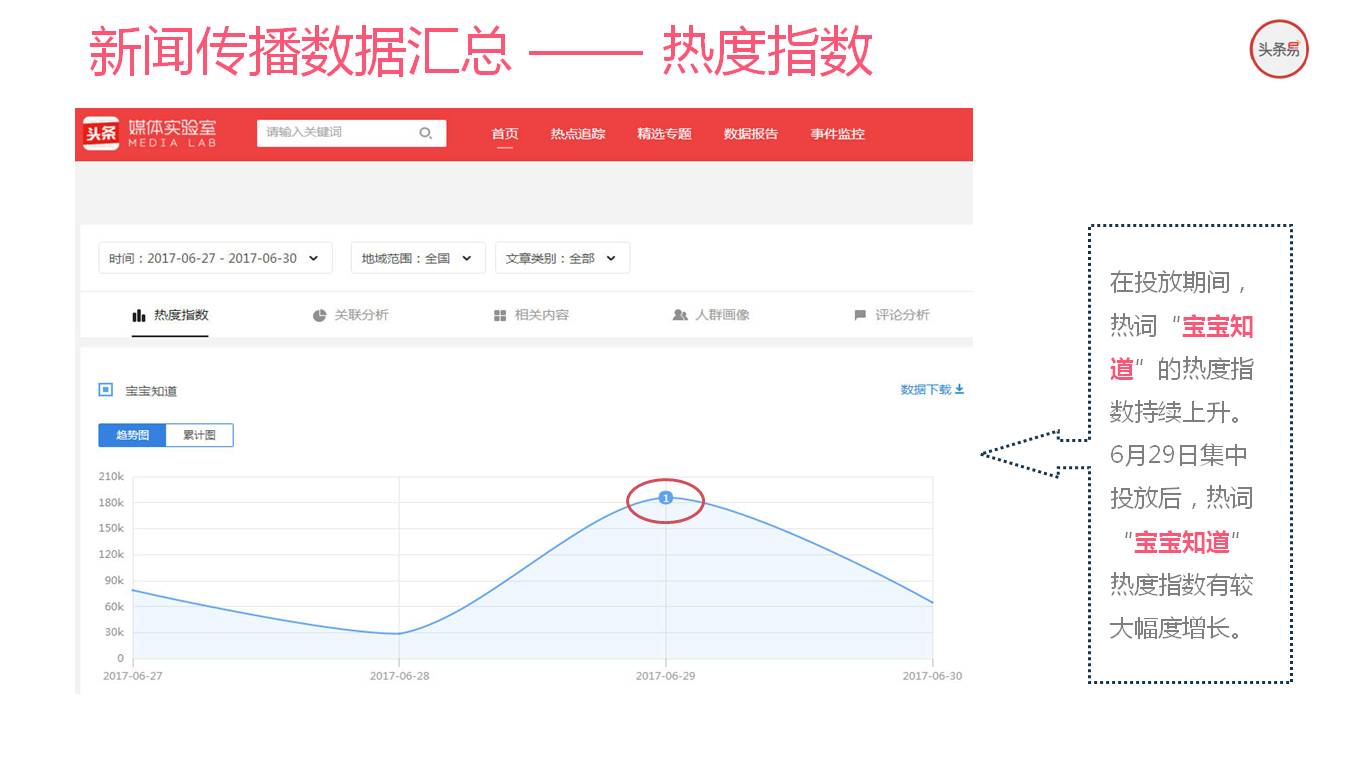 新闻传播数据汇总 —— 热度指数
头条易
头条 媒体实验室
MEDIA LAB
请输入关键词
首页 热点追踪 精选专题 数据报告 事件监控
时间：2017-06-27 - 2017-06-30 地域范围：全国 文章类别：全部
热度指数 关联分析 相关内容 人群画像 评论分析
宝宝知道 数据下载
趋势图 累计图
210k
180k
150k
120k
90k
60k
30k
0
1
2017-06-27 2017-06-28 2017-06-29 2017-06-30
在投放期间，
热词“宝宝知
道”的热度指
数持续上升。
6月29日集中
投放后，热词
“宝宝知道”
热度指数有较
大幅度增长。